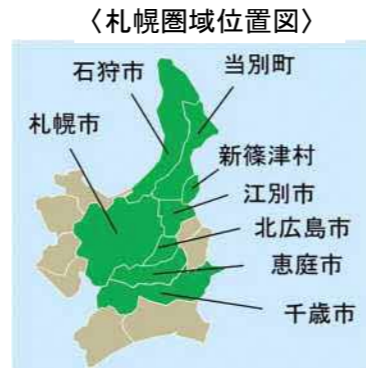 〈札幌圏域位置図〉
石狩市
当別町
札幌市
新篠津村
江別市
北広島市
恵庭市
千歳市